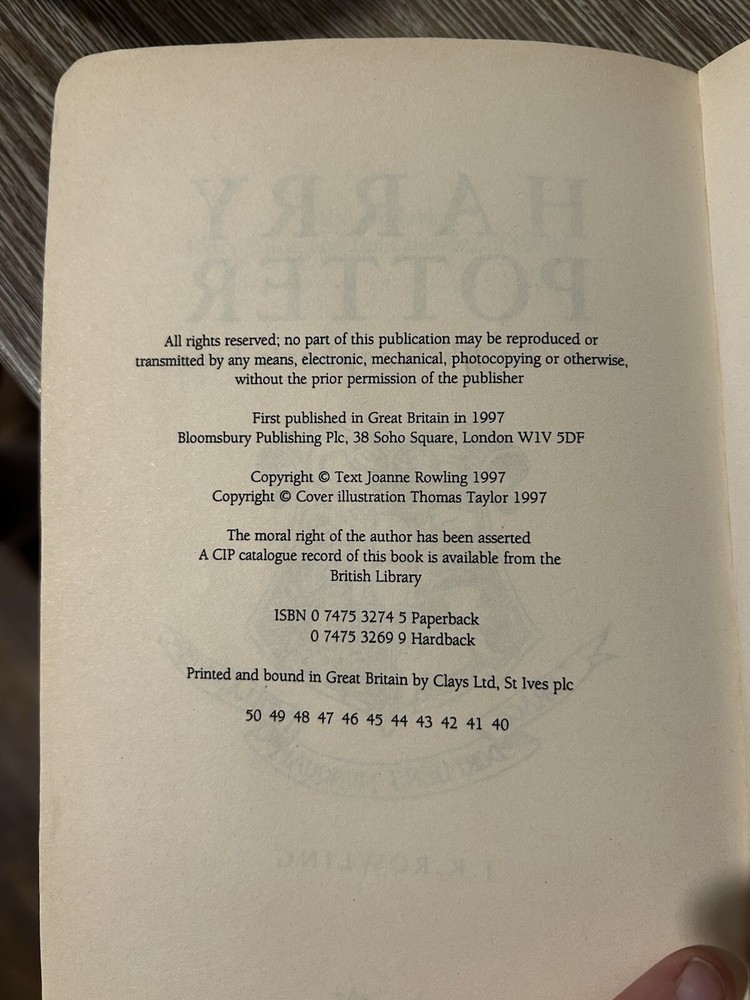 HARRY
POTTER
All rights reserved; no part of this publication may be reproduced or
transmitted by any means, electronic, mechanical, photocopying or otherwise,
without the prior permission of the publisher
First published in Great Britain in 1997
Bloomsbury Publishing Plc, 38 Soho Square, London W1V 5DF
Copyright © Text Joanne Rowling 1997
Copyright © Cover illustration Thomas Taylor 1997
The moral right of the author has been asserted
A CIP catalogue record of this book is available from the
British Library
ISBN 0 7475 3274 5 Paperback
0 7475 3269 9 Hardback
Printed and bound in Great Britain by Clays Ltd, St Ives plc
50 49 48 47 46 45 44 43 42 41 40
J.K. ROWLING